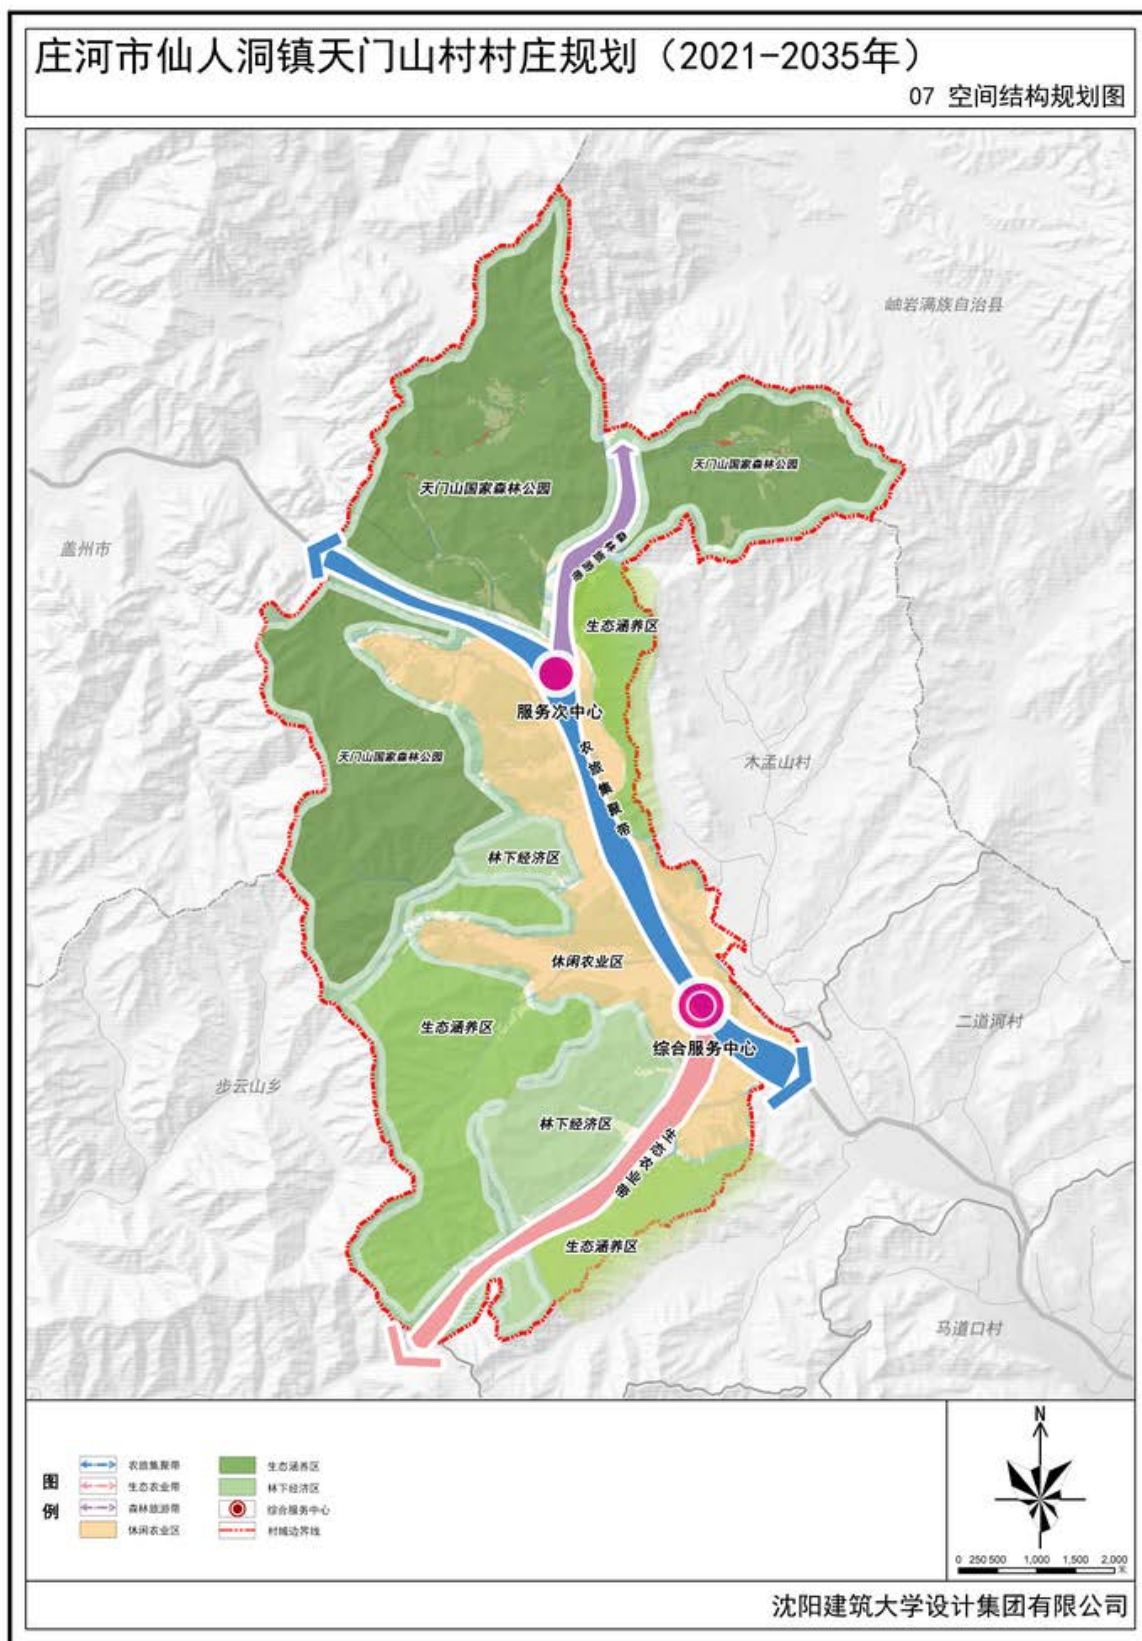 庄河市仙人洞镇天门山村村庄规划（2021-2035年）
07 空间结构规划图
岫岩满族自治县
天门山国家森林公园
天门山国家森林公园
盖州市
森林旅游带
生态涵养区
服务次中心
农旅集聚带
天门山国家森林公园
木孟山村
林下经济区
休闲农业区
生态涵养区
二道河村
综合服务中心
步云山乡
林下经济区
生态农业带
生态涵养区
马道口村
图例
农旅集聚带
生态农业带
森林旅游带
休闲农业区
生态涵养区
林下经济区
综合服务中心
村域边界线
N
0 250 500 1,000 1,500 2,000
米
沈阳建筑大学设计集团有限公司